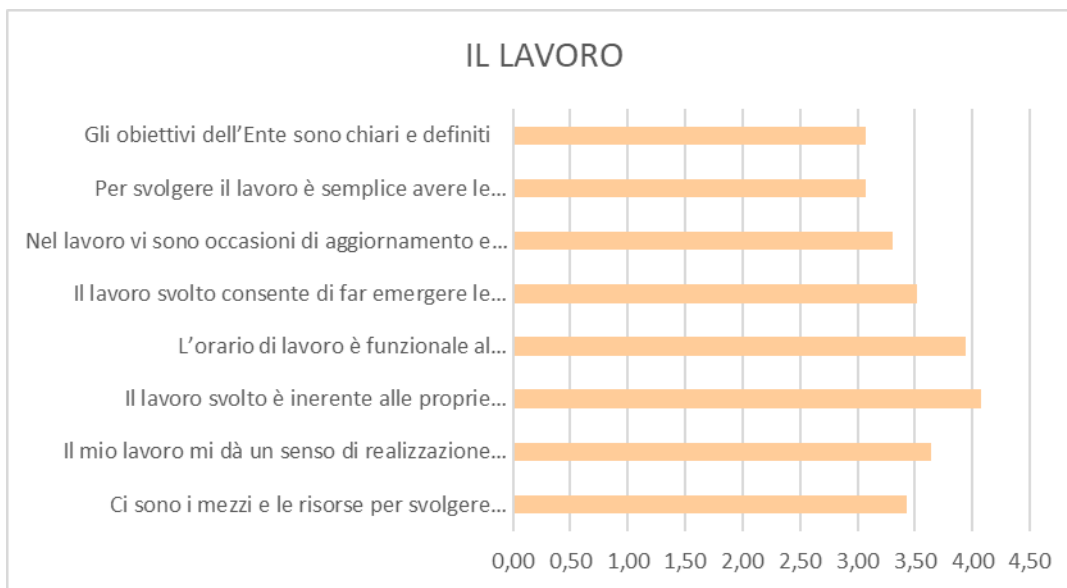 IL LAVORO
Gli obiettivi dell’Ente sono chiari e definiti
Per svolgere il lavoro è semplice avere le...
Nel lavoro vi sono occasioni di aggiornamento e...
Il lavoro svolto consente di far emergere le...
L’orario di lavoro è funzionale al...
Il lavoro svolto è inerente alle proprie...
Il mio lavoro mi dà un senso di realizzazione...
Ci sono i mezzi e le risorse per svolgere...
0,00 0,50 1,00 1,50 2,00 2,50 3,00 3,50 4,00 4,50